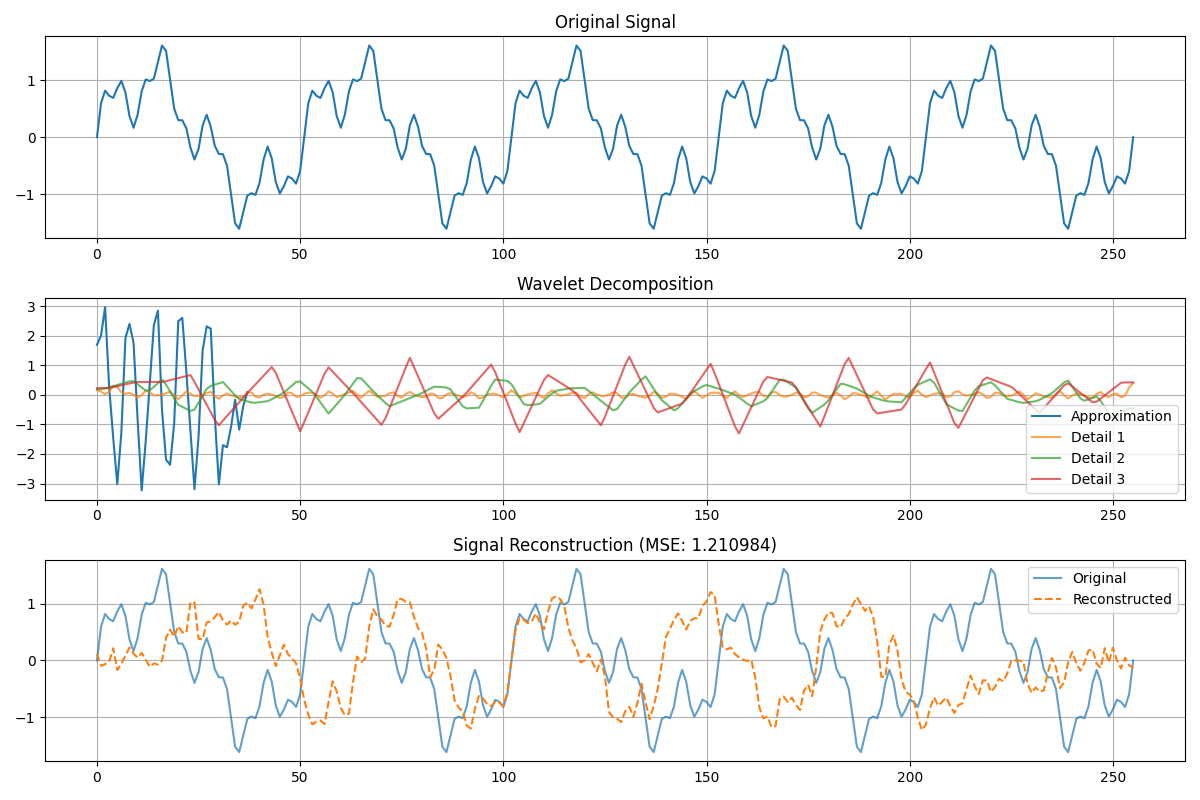 Original Signal
1
0
−1
0 50 100 150 200 250
Wavelet Decomposition
3
2
1
0
−1
−2
−3
Approximation
Detail 1
Detail 2
Detail 3
0 50 100 150 200 250
Signal Reconstruction (MSE: 1.210984)
Original
Reconstructed
1
0
−1
0 50 100 150 200 250